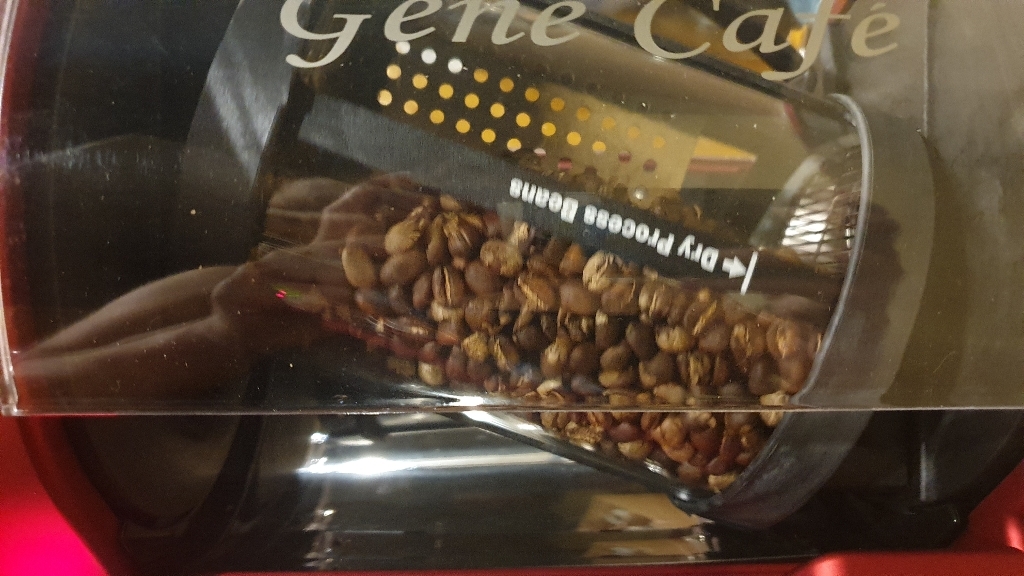 Gene Café
Dry Process Beans